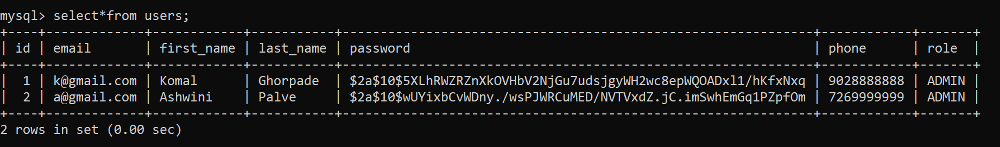 mysql> select*from users;
+----+-------------+------------+-----------+--------------------------------------------------------------+------------+-------+
| id | email       | first_name | last_name | password                                                     | phone      | role  |
+----+-------------+------------+-----------+--------------------------------------------------------------+------------+-------+
|  1 | k@gmail.com | Komal      | Ghorpade  | $2a$10$5XLhRWZRZnXkOVHbV2NjGu7udsjgyWH2wc8epWQOADxl1/hKfxNxq | 9028888888 | ADMIN |
|  2 | a@gmail.com | Ashwini    | Palve     | $2a$10$wUYixbCvWDny./wsPJWRCuMED/NVTVxdZ.jC.imSwhEmGq1PZpfOm | 7269999999 | ADMIN |
+----+-------------+------------+-----------+--------------------------------------------------------------+------------+-------+
2 rows in set (0.00 sec)